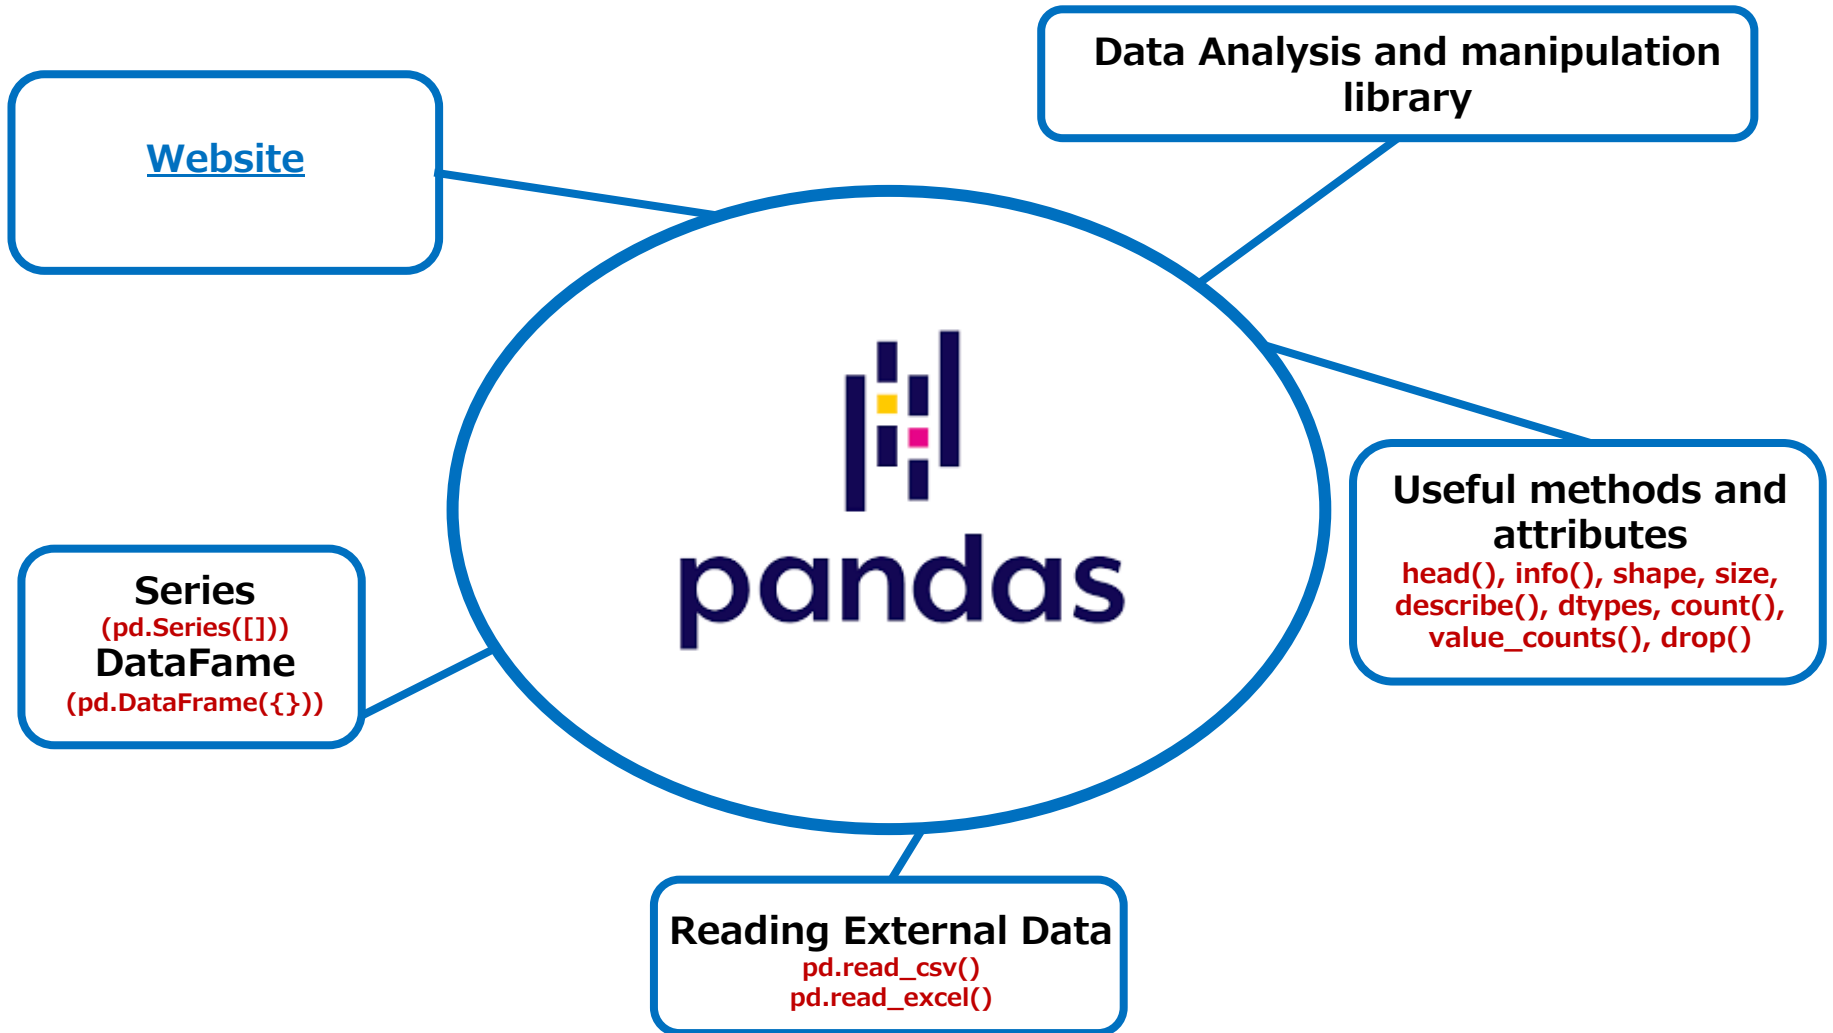 Data Analysis and manipulation
library
Website
pandas
Useful methods and
attributes
head(), info(), shape, size,
describe(), dtypes, count(),
value_counts(), drop()
Series
(pd.Series([]))
DataFame
(pd.DataFrame({}))
Reading External Data
pd.read_csv()
pd.read_excel()